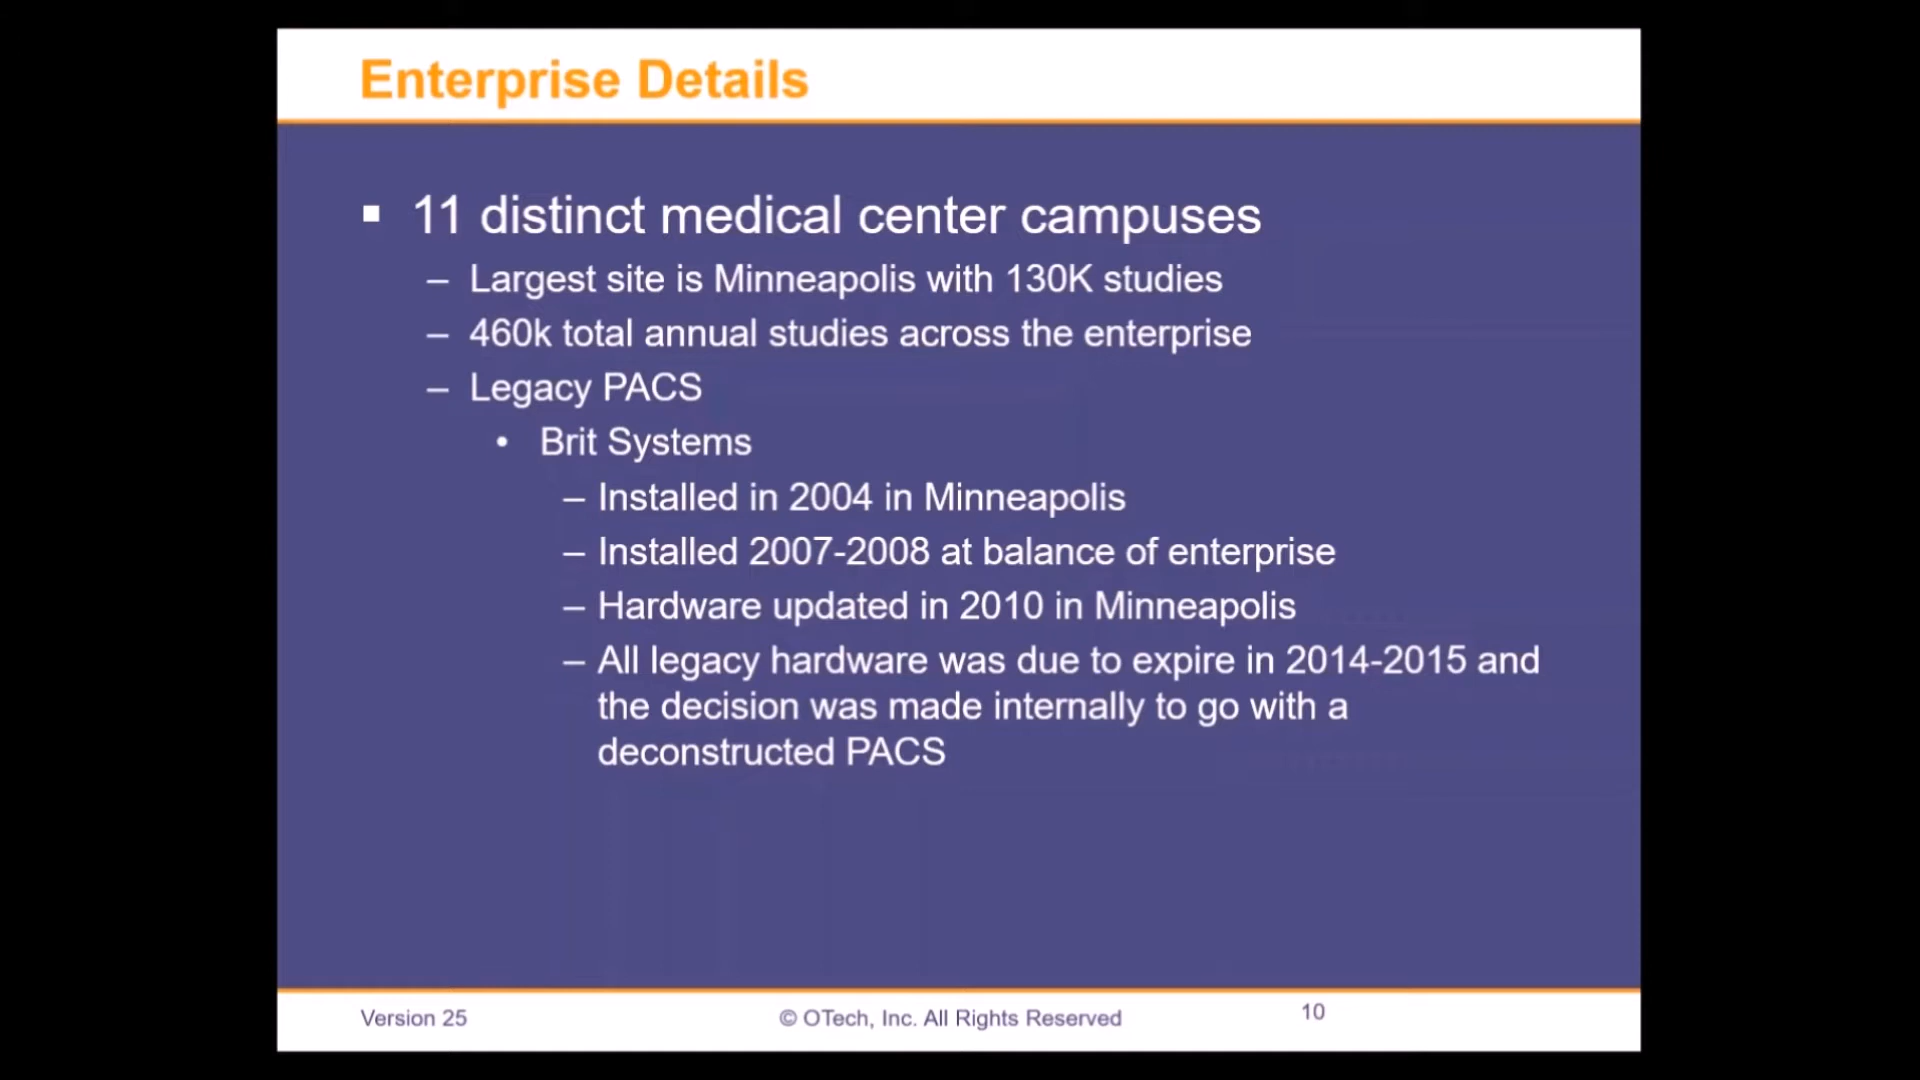 Enterprise Details
▪ 11 distinct medical center campuses
– Largest site is Minneapolis with 130K studies
– 460k total annual studies across the enterprise
– Legacy PACS
• Brit Systems
– Installed in 2004 in Minneapolis
– Installed 2007-2008 at balance of enterprise
– Hardware updated in 2010 in Minneapolis
– All legacy hardware was due to expire in 2014-2015 and
the decision was made internally to go with a
deconstructed PACS
Version 25
© OTech, Inc. All Rights Reserved
10